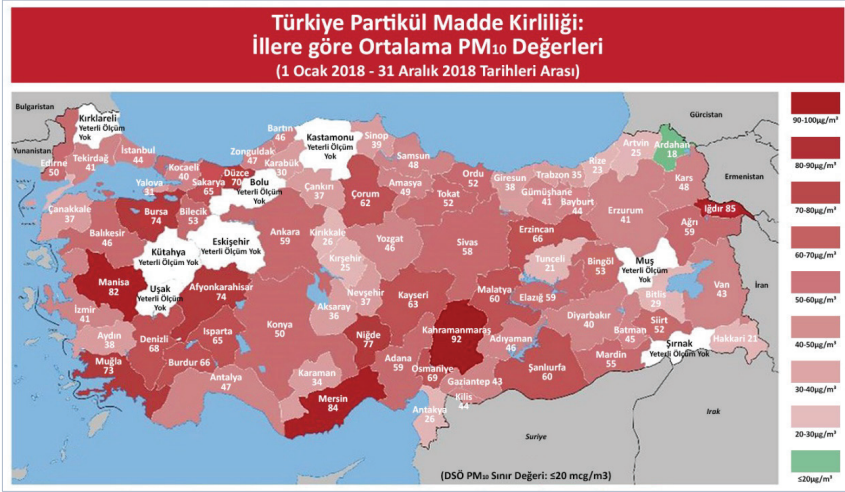 Türkiye Partikül Madde Kirliliği:
İllere göre Ortalama PM₁₀ Değerleri
(1 Ocak 2018 - 31 Aralık 2018 Tarihleri Arası)
Bulgaristan
Yunanistan
Gürcistan
Ermenistan
İran
Irak
Suriye
Kırklareli
Yeterli Ölçüm
Yok
Edirne
50
Tekirdağ
41
İstanbul
44
Kocaeli
40
Yalova
31
Sakarya
65
Düzce
70
Zonguldak
47
Bartın
46
Karabük
30
Kastamonu
Yeterli Ölçüm
Yok
Sinop
39
Samsun
48
Ordu
52
Giresun
38
Trabzon 35
Rize
23
Artvin
25
Ardahan
18
Kars
48
Iğdır 85
Ağrı
59
Bolu
Yeterli Ölçüm
Yok
Çankırı
37
Çorum
62
Amasya
49
Tokat
52
Gümüşhane
41
Bayburt
44
Erzurum
41
Çanakkale
37
Balıkesir
46
Bursa
74
Bilecik
53
Eskişehir
Yeterli Ölçüm Yok
Kütahya
Yeterli Ölçüm Yok
Ankara
59
Kırıkkale
26
Kırşehir
25
Yozgat
46
Sivas
58
Erzincan
66
Tunceli
21
Bingöl
53
Muş
Yeterli Ölçüm
Yok
Bitlis
29
Van
43
Manisa
82
Uşak
Yeterli Ölçüm
Yok
Afyonkarahisar
74
İzmir
41
Aydın
38
Denizli
68
Isparta
65
Burdur 66
Muğla
73
Antalya
47
Konya
50
Aksaray
36
Nevşehir
37
Kayseri
63
Niğde
77
Karaman
34
Mersin
84
Adana
59
Osmaniye
69
Kahramanmaraş
92
Malatya
60
Elazığ 59
Adıyaman
46
Gaziantep 43
Kilis
44
Antakya
26
Şanlıurfa
60
Diyarbakır
40
Batman
45
Mardin
55
Siirt
52
Şırnak
Yeterli Ölçüm Yok
Hakkari 21
(DSÖ PM₁₀ Sınır Değeri: ≤20 mcg/m3)
90-100µg/m³
80-90µg/m³
70-80µg/m³
60-70µg/m³
50-60µg/m³
40-50µg/m³
30-40µg/m³
20-30µg/m³
≤20µg/m³